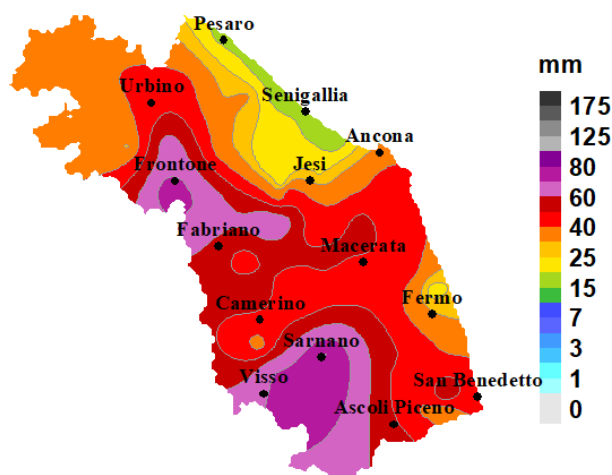 Pesaro
Urbino
Senigallia
Ancona
Frontone
Jesi
Fabriano
Macerata
Camerino
Fermo
Sarnano
Visso
San Benedetto
Ascoli Piceno
mm
175
125
80
60
40
25
15
7
3
1
0